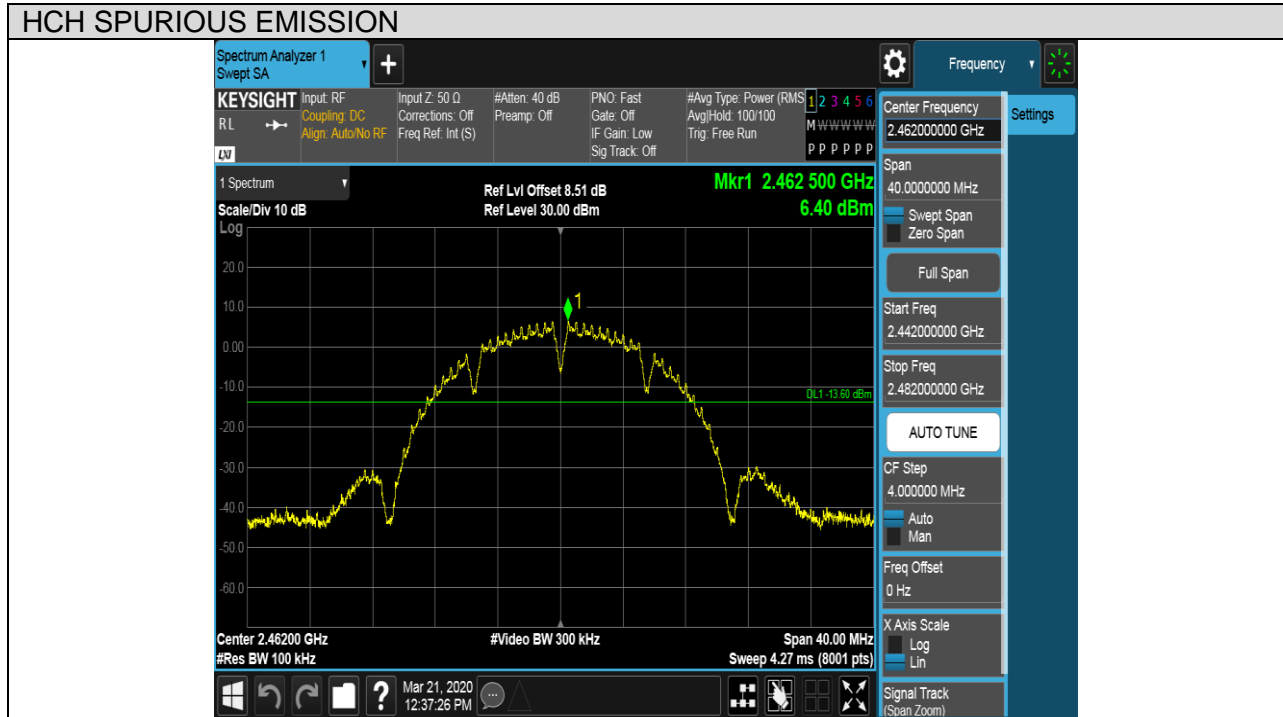 HCH SPURIOUS EMISSION
Spectrum Analyzer 1
Swept SA
+
Frequency
KEYSIGHT
RL
LXI
Input: RF
Coupling: DC
Align: Auto/No RF
Input Z: 50 Ω
Corrections: Off
Freq Ref: Int (S)
#Atten: 40 dB
Preamp: Off
PNO: Fast
Gate: Off
IF Gain: Low
Sig Track: Off
#Avg Type: Power (RMS
Avg|Hold: 100/100
Trig: Free Run
1 2 3 4 5 6
M W W W W W
P P P P P P
1 Spectrum
Scale/Div 10 dB
Log
Ref Lvl Offset 8.51 dB
Ref Level 30.00 dBm
Mkr1 2.462 500 GHz
6.40 dBm
20.0
10.0
0.00
-10.0
-20.0
-30.0
-40.0
-50.0
-60.0
1
DL1 -13.60 dBm
Center 2.46200 GHz
#Res BW 100 kHz
#Video BW 300 kHz
Span 40.00 MHz
Sweep 4.27 ms (8001 pts)
Center Frequency
2.462000000 GHz
Settings
Span
40.0000000 MHz
Swept Span
Zero Span
Full Span
Start Freq
2.442000000 GHz
Stop Freq
2.482000000 GHz
AUTO TUNE
CF Step
4.000000 MHz
Auto
Man
Freq Offset
0 Hz
X Axis Scale
Log
Lin
Signal Track
(Span Zoom)
?
Mar 21, 2020
12:37:26 PM